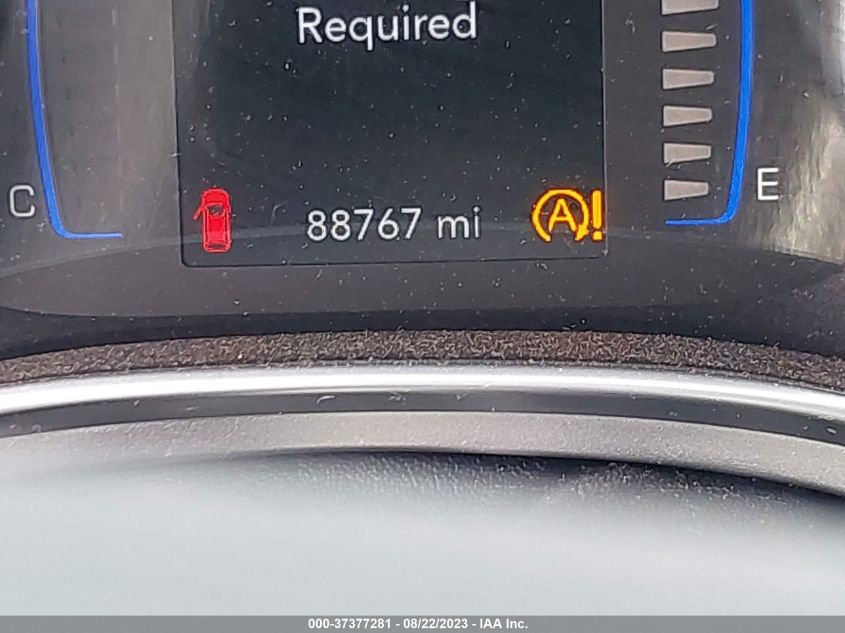 Required
C
E
88767 mi
A!
000-37377281 - 08/22/2023 - IAA Inc.